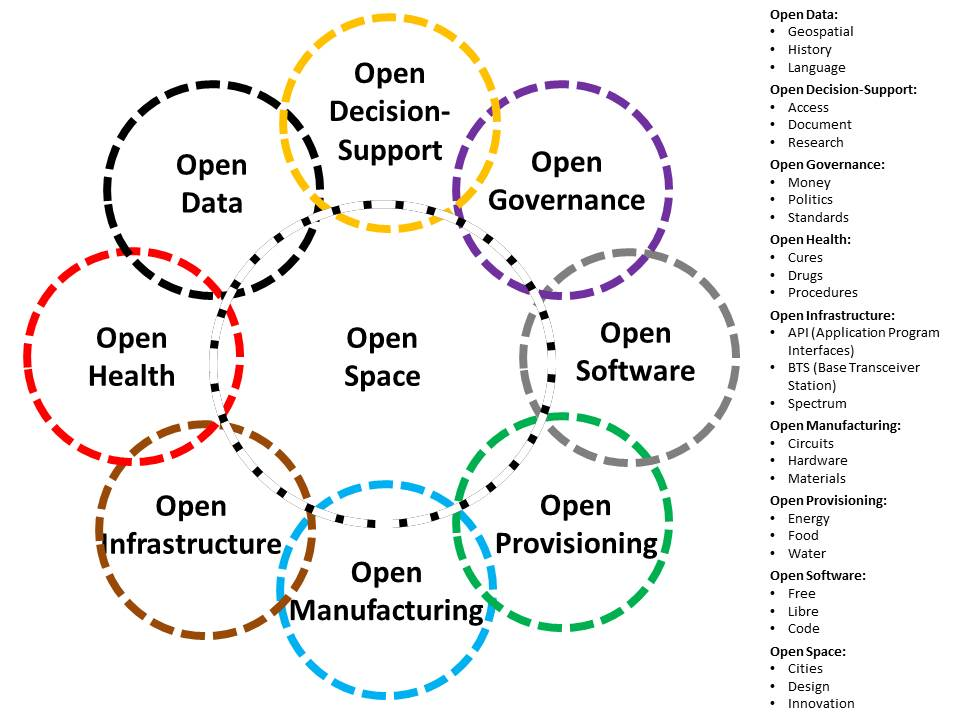 Open
Decision-
Support
Open
Data
Open
Governance
Open
Health
Open
Space
Open
Software
Open
Infrastructure
Open
Manufacturing
Open
Provisioning
Open Data:
• Geospatial
• History
• Language
Open Decision-Support:
• Access
• Document
• Research
Open Governance:
• Money
• Politics
• Standards
Open Health:
• Cures
• Drugs
• Procedures
Open Infrastructure:
• API (Application Program
Interfaces)
• BTS (Base Transceiver
Station)
• Spectrum
Open Manufacturing:
• Circuits
• Hardware
• Materials
Open Provisioning:
• Energy
• Food
• Water
Open Software:
• Free
• Libre
• Code
Open Space:
• Cities
• Design
• Innovation